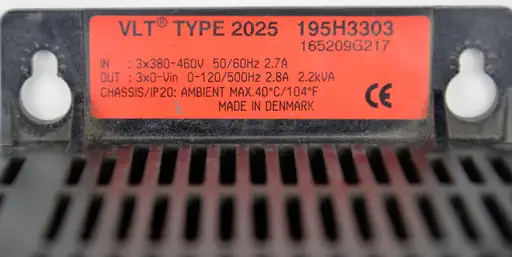 VLT® TYPE 2025 195H3303
165209G217
IN : 3x380-460V 50/60Hz 2.7A
OUT : 3x0-Vin 0-120/500Hz 2.8A 2.2kVA
CHASSIS/IP20: AMBIENT MAX.40°C/104°F
MADE IN DENMARK
CE